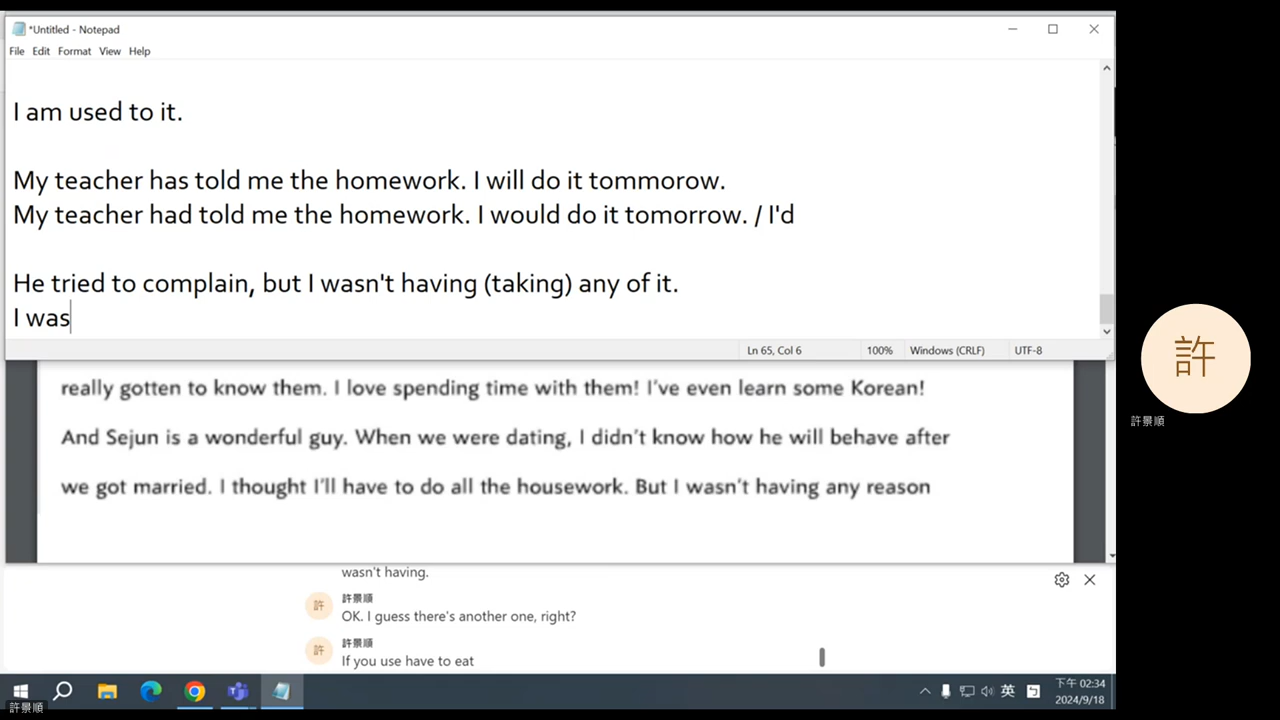 *Untitled - Notepad
File Edit Format View Help
I am used to it.
My teacher has told me the homework. I will do it tommorow.
My teacher had told me the homework. I would do it tomorrow. / I'd
He tried to complain, but I wasn't having (taking) any of it.
I was
Ln 65, Col 6 100% Windows (CRLF) UTF-8
really gotten to know them. I love spending time with them! I've even learn some Korean!
And Sejun is a wonderful guy. When we were dating, I didn't know how he will behave after
we got married. I thought I'll have to do all the housework. But I wasn't having any reason
wasn't having.
許 許景順
OK. I guess there's another one, right?
許 許景順
If you use have to eat
許
許景順
英 ㄅ 下午 02:34
2024/9/18
許景順